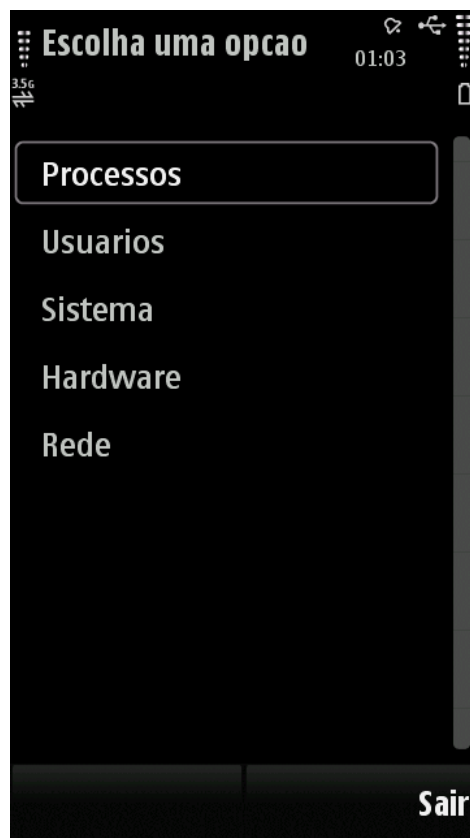 Escolha uma opcao
01:03
3.5G
Processos
Usuarios
Sistema
Hardware
Rede
Sair